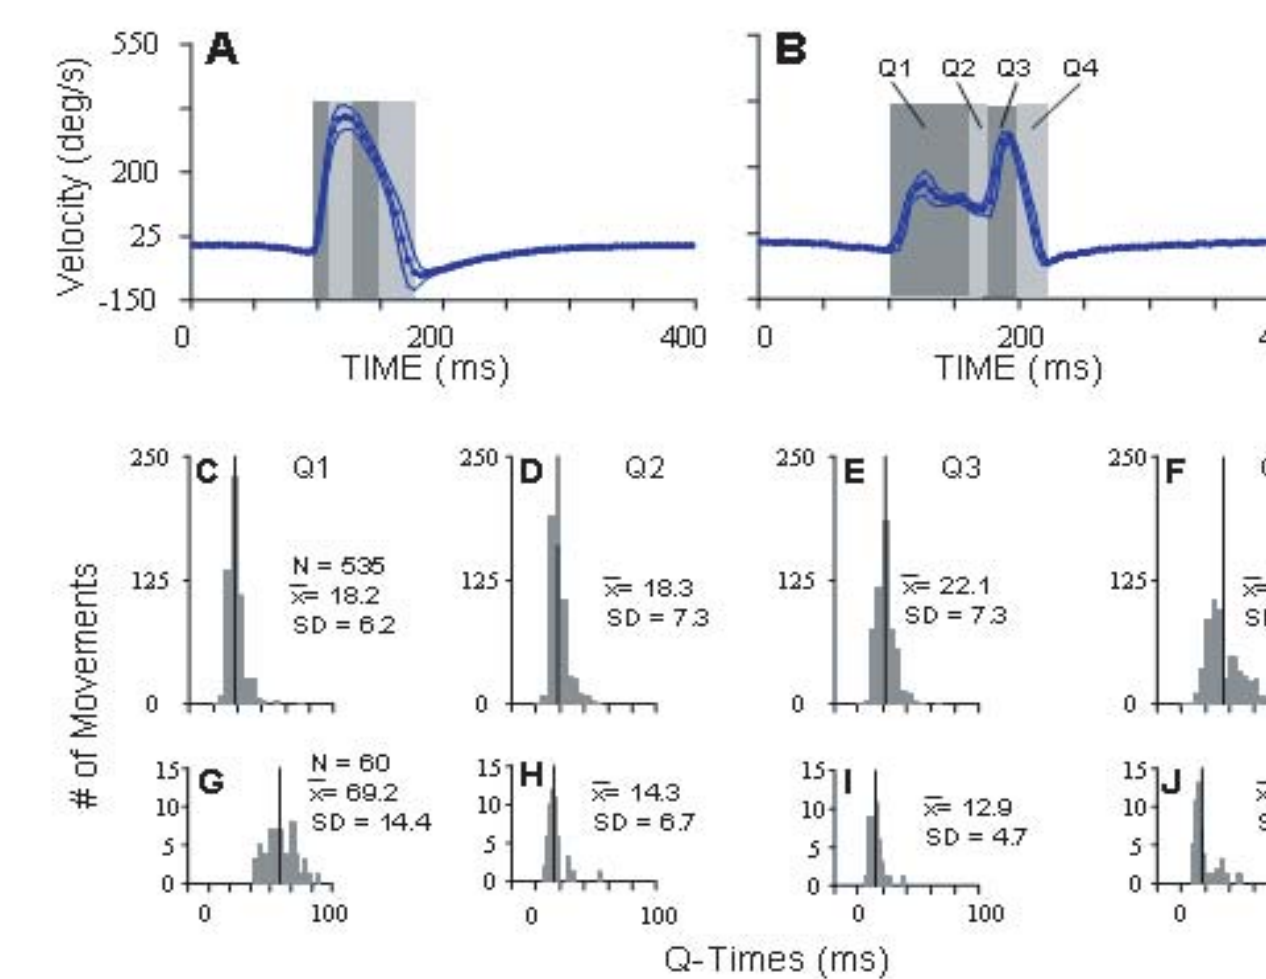 A
550
200
25
-150
Velocity (deg/s)
0
200
400
TIME (ms)
B
Q1
Q2
Q3
Q4
0
200
TIME (ms)
# of Movements
C
Q1
250
125
0
N = 535
x̅= 18.2
SD = 6.2
D
Q2
250
125
0
x̅= 18.3
SD = 7.3
E
Q3
250
125
0
x̅= 22.1
SD = 7.3
F
250
125
0
G
15
10
5
0
N = 60
x̅= 69.2
SD = 14.4
0
100
H
15
10
5
0
x̅= 14.3
SD = 6.7
0
100
I
15
10
5
0
x̅= 12.9
SD = 4.7
0
100
J
15
10
5
0
0
Q-Times (ms)